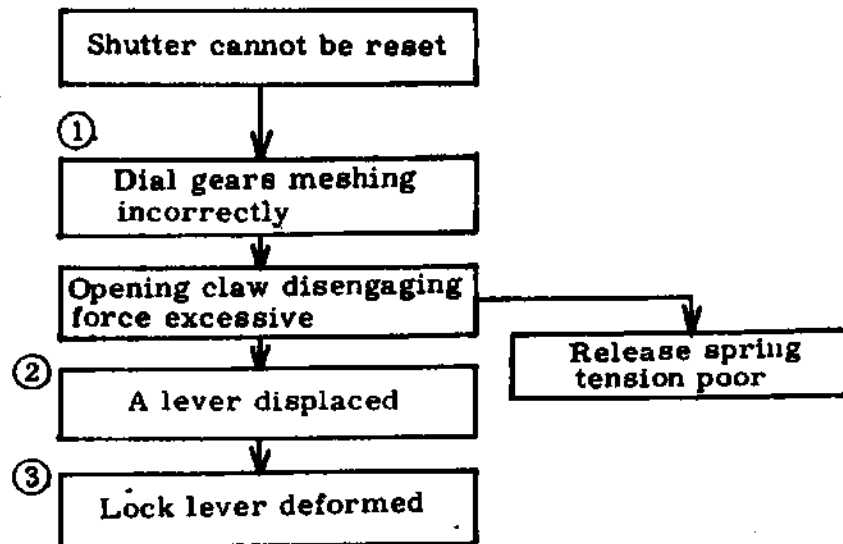 Shutter cannot be reset
①
Dial gears meshing
incorrectly
Opening claw disengaging
force excessive
Release spring
tension poor
②
A lever displaced
③
Lock lever deformed